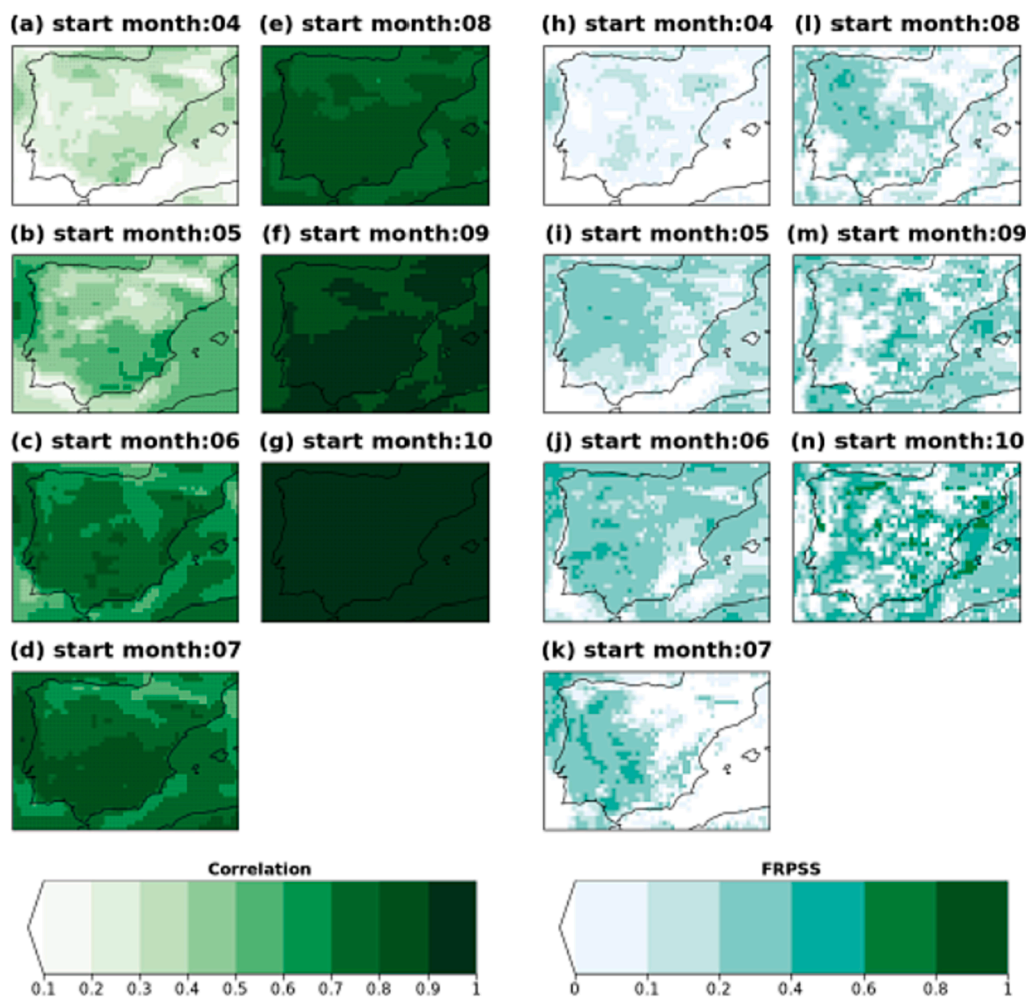 (a) start month:04 (e) start month:08 (h) start month:04 (l) start month:08
(b) start month:05 (f) start month:09 (i) start month:05 (m) start month:09
(c) start month:06 (g) start month:10 (j) start month:06 (n) start month:10
(d) start month:07 (k) start month:07
Correlation FRPSS
0.1 0.2 0.3 0.4 0.5 0.6 0.7 0.8 0.9 1 0 0.1 0.2 0.4 0.6 0.8 1